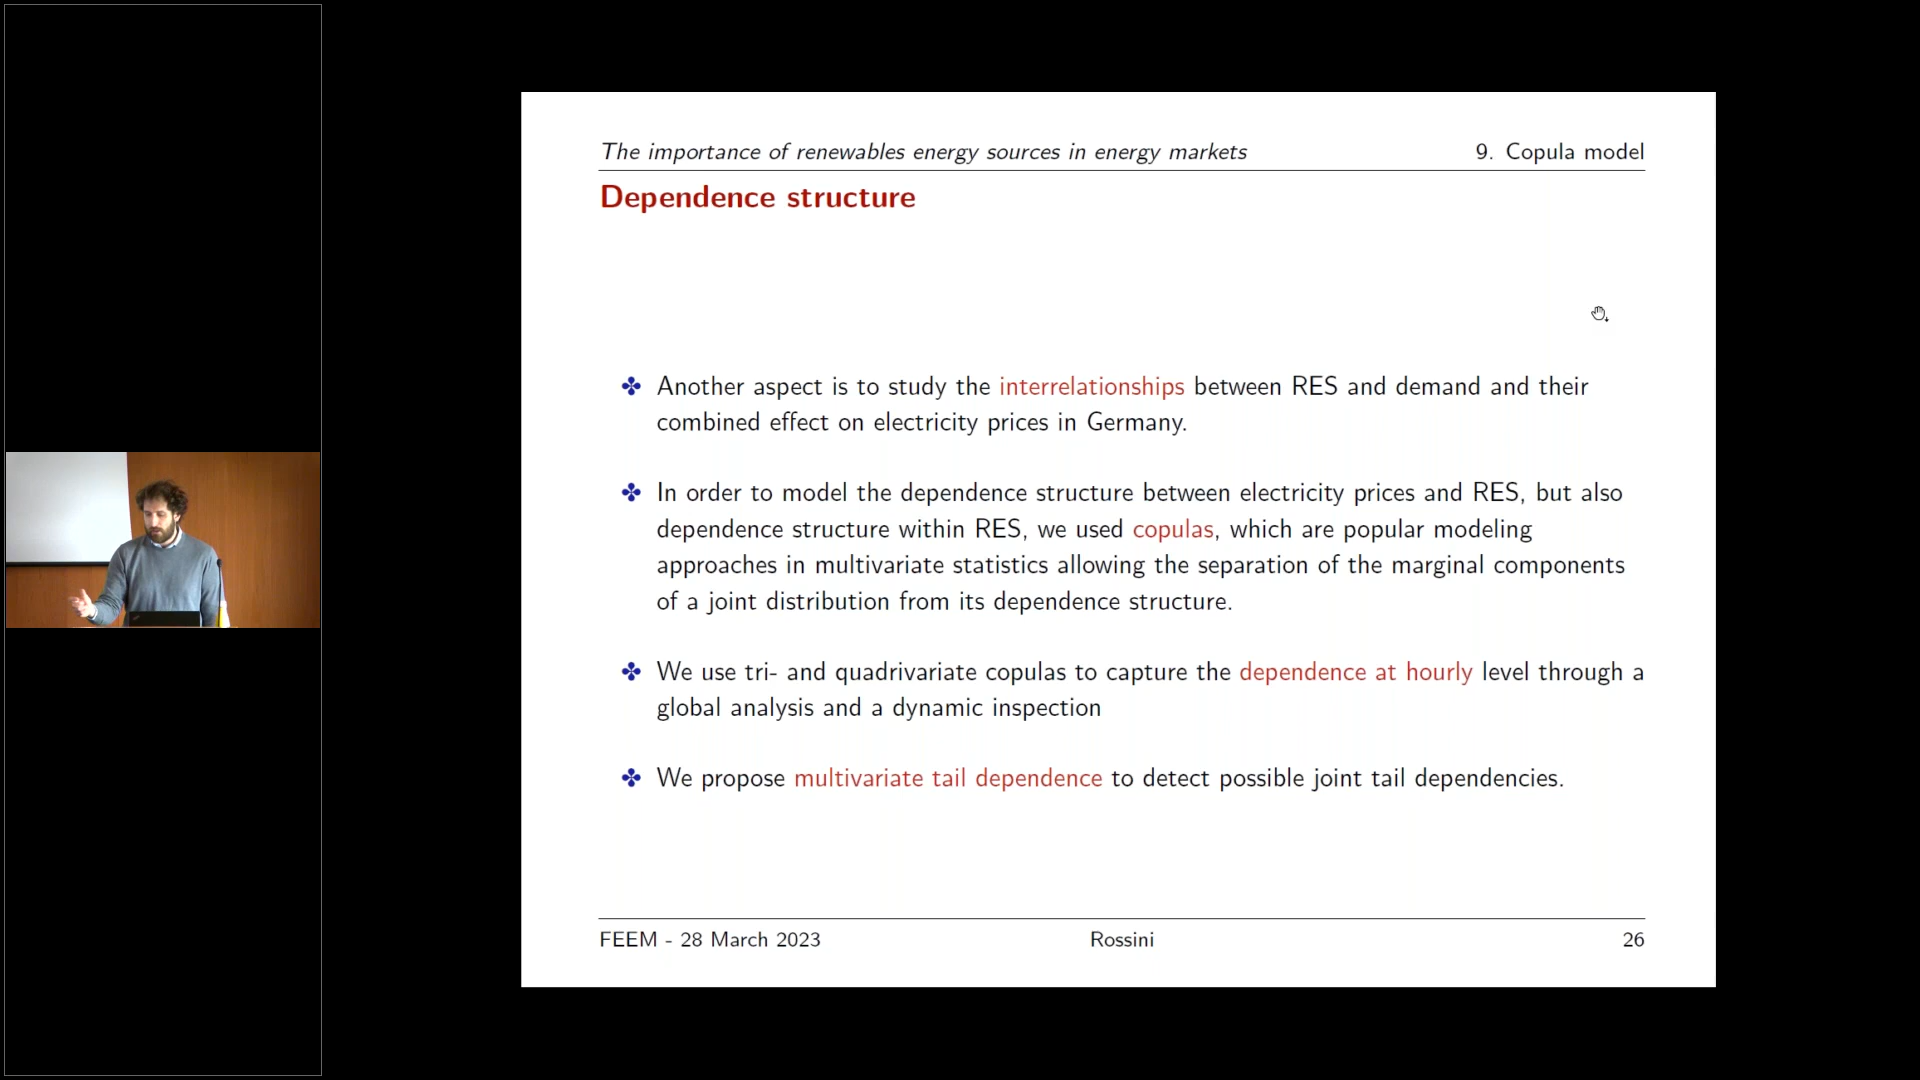 The importance of renewables energy sources in energy markets 9. Copula model
Dependence structure
Another aspect is to study the interrelationships between RES and demand and their
combined effect on electricity prices in Germany.
In order to model the dependence structure between electricity prices and RES, but also
dependence structure within RES, we used copulas, which are popular modeling
approaches in multivariate statistics allowing the separation of the marginal components
of a joint distribution from its dependence structure.
We use tri- and quadrivariate copulas to capture the dependence at hourly level through a
global analysis and a dynamic inspection
We propose multivariate tail dependence to detect possible joint tail dependencies.
FEEM - 28 March 2023 Rossini 26